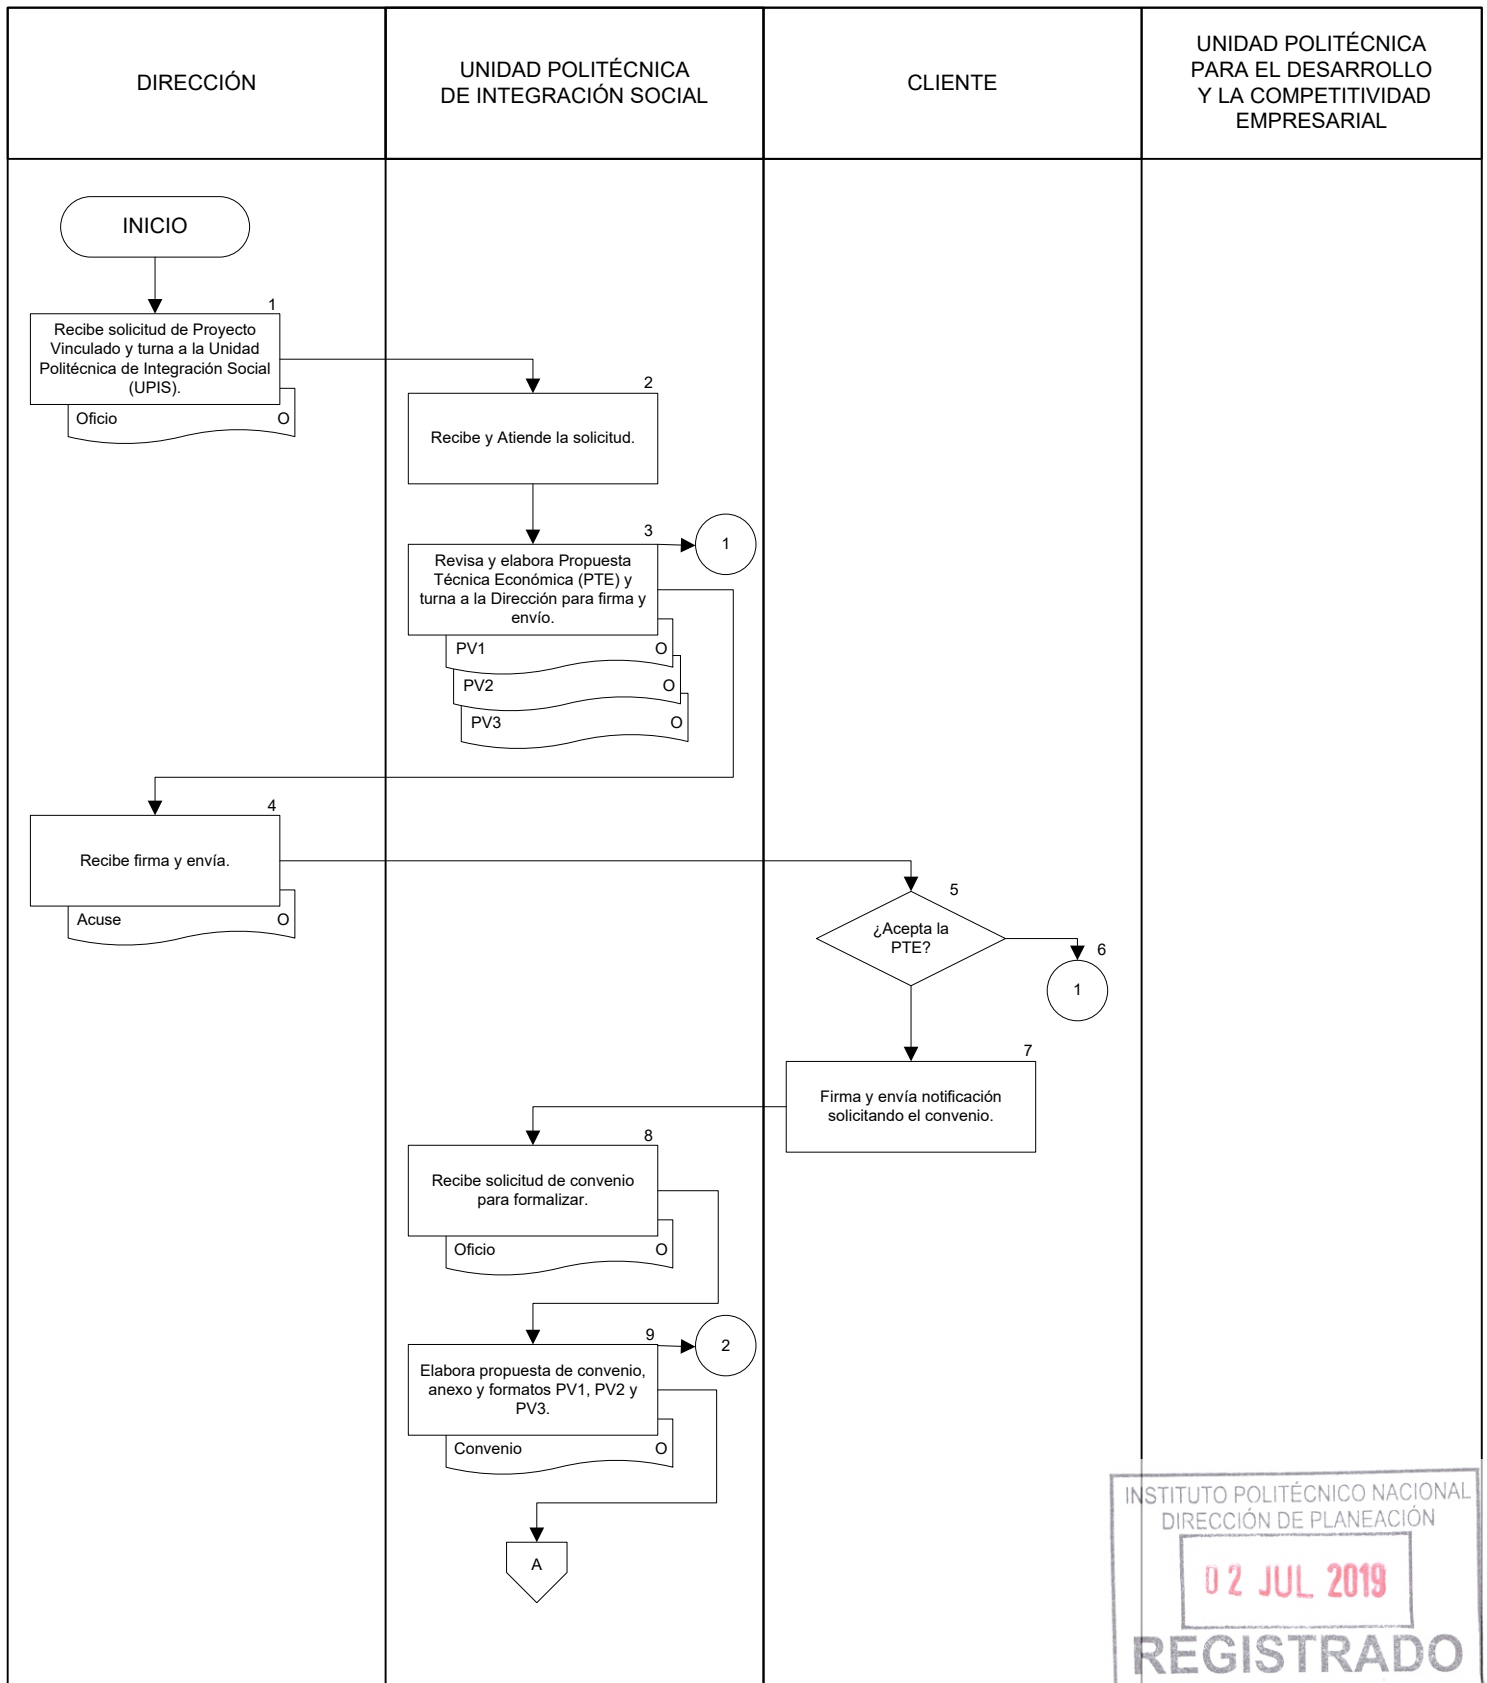 DIRECCIÓN
UNIDAD POLITÉCNICA
DE INTEGRACIÓN SOCIAL
CLIENTE
UNIDAD POLITÉCNICA
PARA EL DESARROLLO
Y LA COMPETITIVIDAD
EMPRESARIAL
INICIO
1
Recibe solicitud de Proyecto
Vinculado y turna a la Unidad
Politécnica de Integración Social
(UPIS).
Oficio O
2
Recibe y Atiende la solicitud.
3
1
Revisa y elabora Propuesta
Técnica Económica (PTE) y
turna a la Dirección para firma y
envío.
PV1 O
PV2 O
PV3 O
4
Recibe firma y envía.
Acuse O
5
¿Acepta la
PTE?
6
1
7
Firma y envía notificación
solicitando el convenio.
8
Recibe solicitud de convenio
para formalizar.
Oficio O
9
2
Elabora propuesta de convenio,
anexo y formatos PV1, PV2 y
PV3.
Convenio O
A
INSTITUTO POLITÉCNICO NACIONAL
DIRECCIÓN DE PLANEACIÓN
02 JUL 2019
REGISTRADO